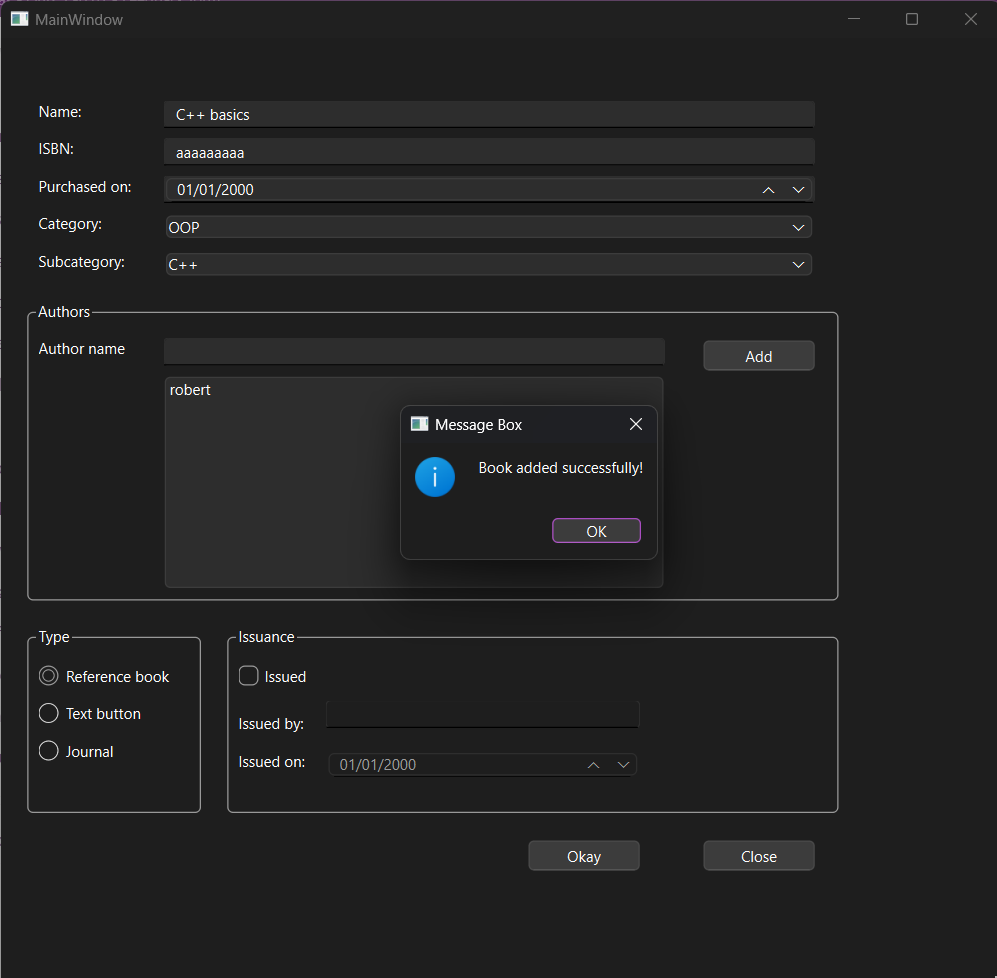 MainWindow
Name:
C++ basics
ISBN:
aaaaaaaaa
Purchased on:
01/01/2000
Category:
OOP
Subcategory:
C++
Authors
Author name
Add
robert
Message Box
Book added successfully!
OK
Type
Reference book
Text button
Journal
Issuance
Issued
Issued by:
Issued on:
01/01/2000
Okay
Close